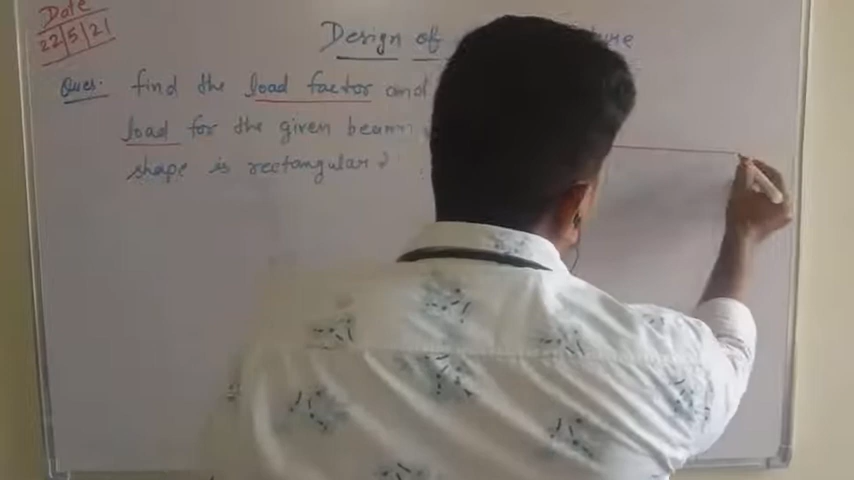 Date
22/5/21
Design of
Ques. find the load factor and
load for the given beam
shape is rectangular?